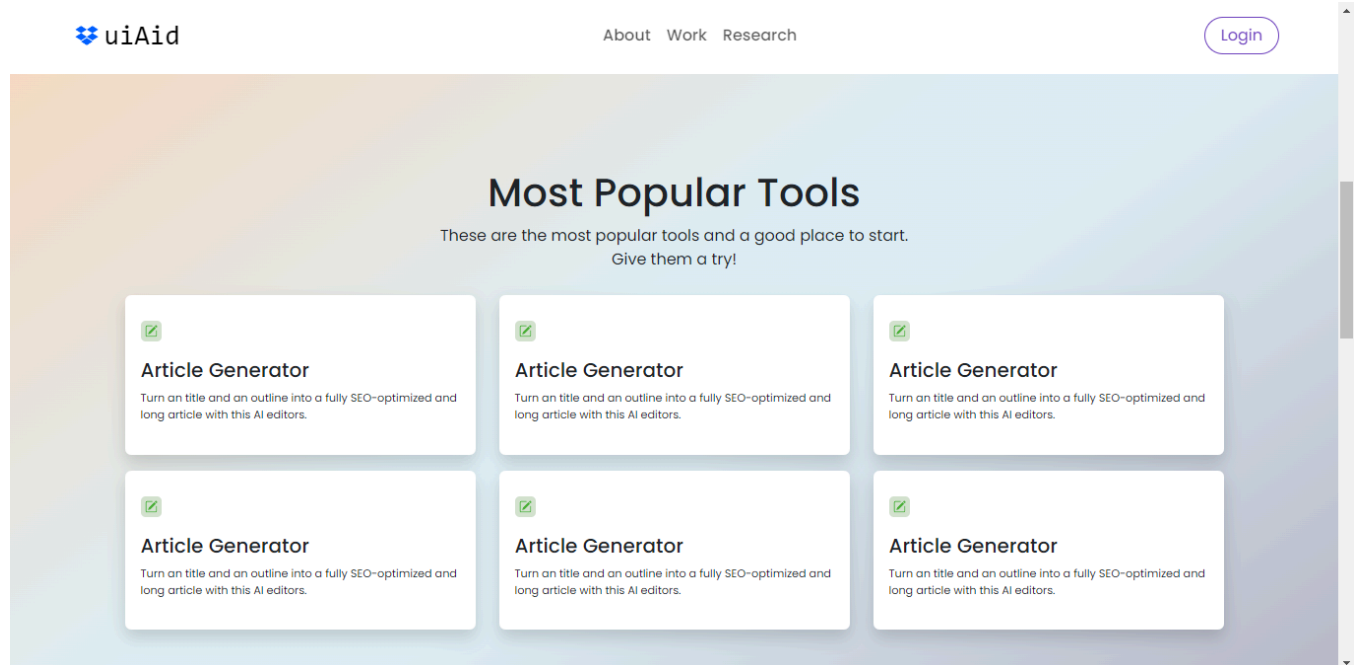 uiAid
About Work Research
Login
Most Popular Tools
These are the most popular tools and a good place to start.
Give them a try!
Article Generator
Turn an title and an outline into a fully SEO-optimized and
long article with this AI editors.
Article Generator
Turn an title and an outline into a fully SEO-optimized and
long article with this AI editors.
Article Generator
Turn an title and an outline into a fully SEO-optimized and
long article with this AI editors.
Article Generator
Turn an title and an outline into a fully SEO-optimized and
long article with this AI editors.
Article Generator
Turn an title and an outline into a fully SEO-optimized and
long article with this AI editors.
Article Generator
Turn an title and an outline into a fully SEO-optimized and
long article with this AI editors.